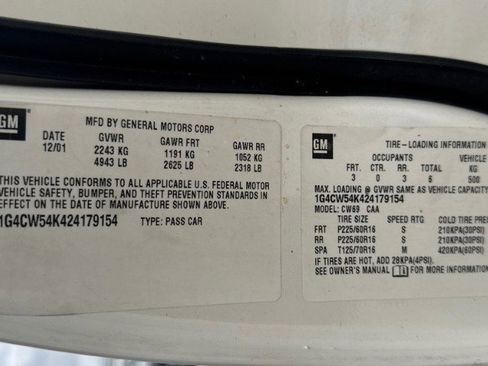 GM
MFD BY GENERAL MOTORS CORP
DATE GVWR GAWR FRT GAWR RR
12/01 2243 KG 1191 KG 1052 KG
4943 LB 2625 LB 2318 LB
THIS VEHICLE CONFORMS TO ALL APPLICABLE U.S. FEDERAL MOTOR
VEHICLE SAFETY, BUMPER, AND THEFT PREVENTION STANDARDS IN
EFFECT ON THE DATE OF MANUFACTURE SHOWN ABOVE.
1G4CW54K424179154 TYPE: PASS CAR
GM
TIRE-LOADING INFORMATION
OCCUPANTS VEHICLE
FRT CTR RR TOTAL KG
3 0 3 6 500
MAX. LOADING @ GVWR SAME AS VEHICLE CAPACITY
1G4CW54K424179154
MODEL: CW69 CAA
TIRE SIZE SPEED RTG COLD TIRE
FRT P225/60R16 S 210KPA(30PSI)
RR P225/60R16 S 210KPA(30PSI)
SPA T125/70R16 M 420KPA(60PSI)
IF TIRES ARE HOT, ADD 28KPA(4PSI).
SEE OWNER'S MANUAL FOR MORE INFORMATION